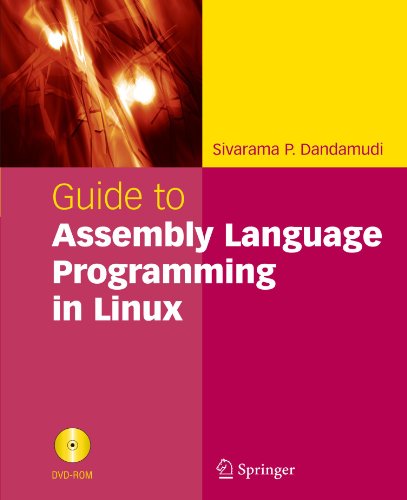 Sivarama P. Dandamudi
Guide to
Assembly Language
Programming
in Linux
DVD-ROM
Springer